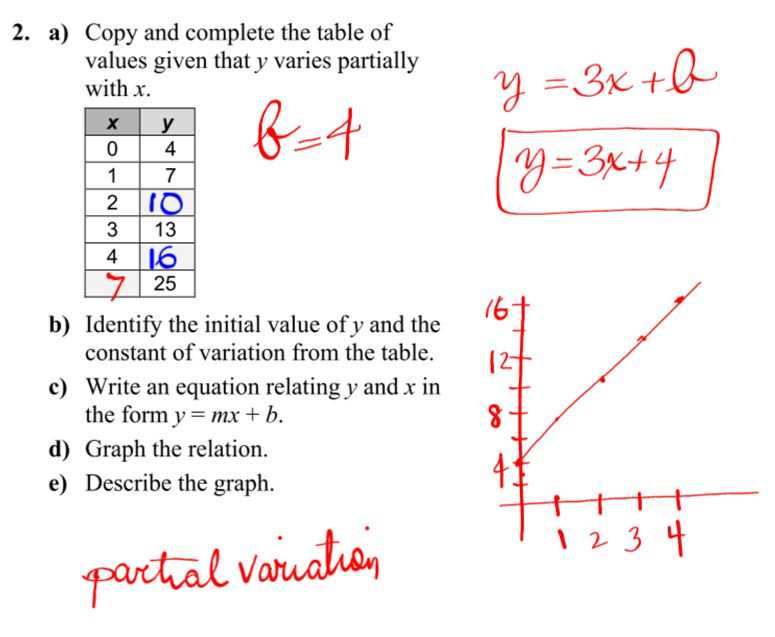 2. a) Copy and complete the table of
values given that y varies partially
with x.
x y
0 4
1 7
2 10
3 13
4 16
7 25
b = 4
y = 3x + b
y = 3x + 4
b) Identify the initial value of y and the
constant of variation from the table.
c) Write an equation relating y and x in
the form y = mx + b.
d) Graph the relation.
e) Describe the graph.
16
12
8
4
1 2 3 4
partial variation